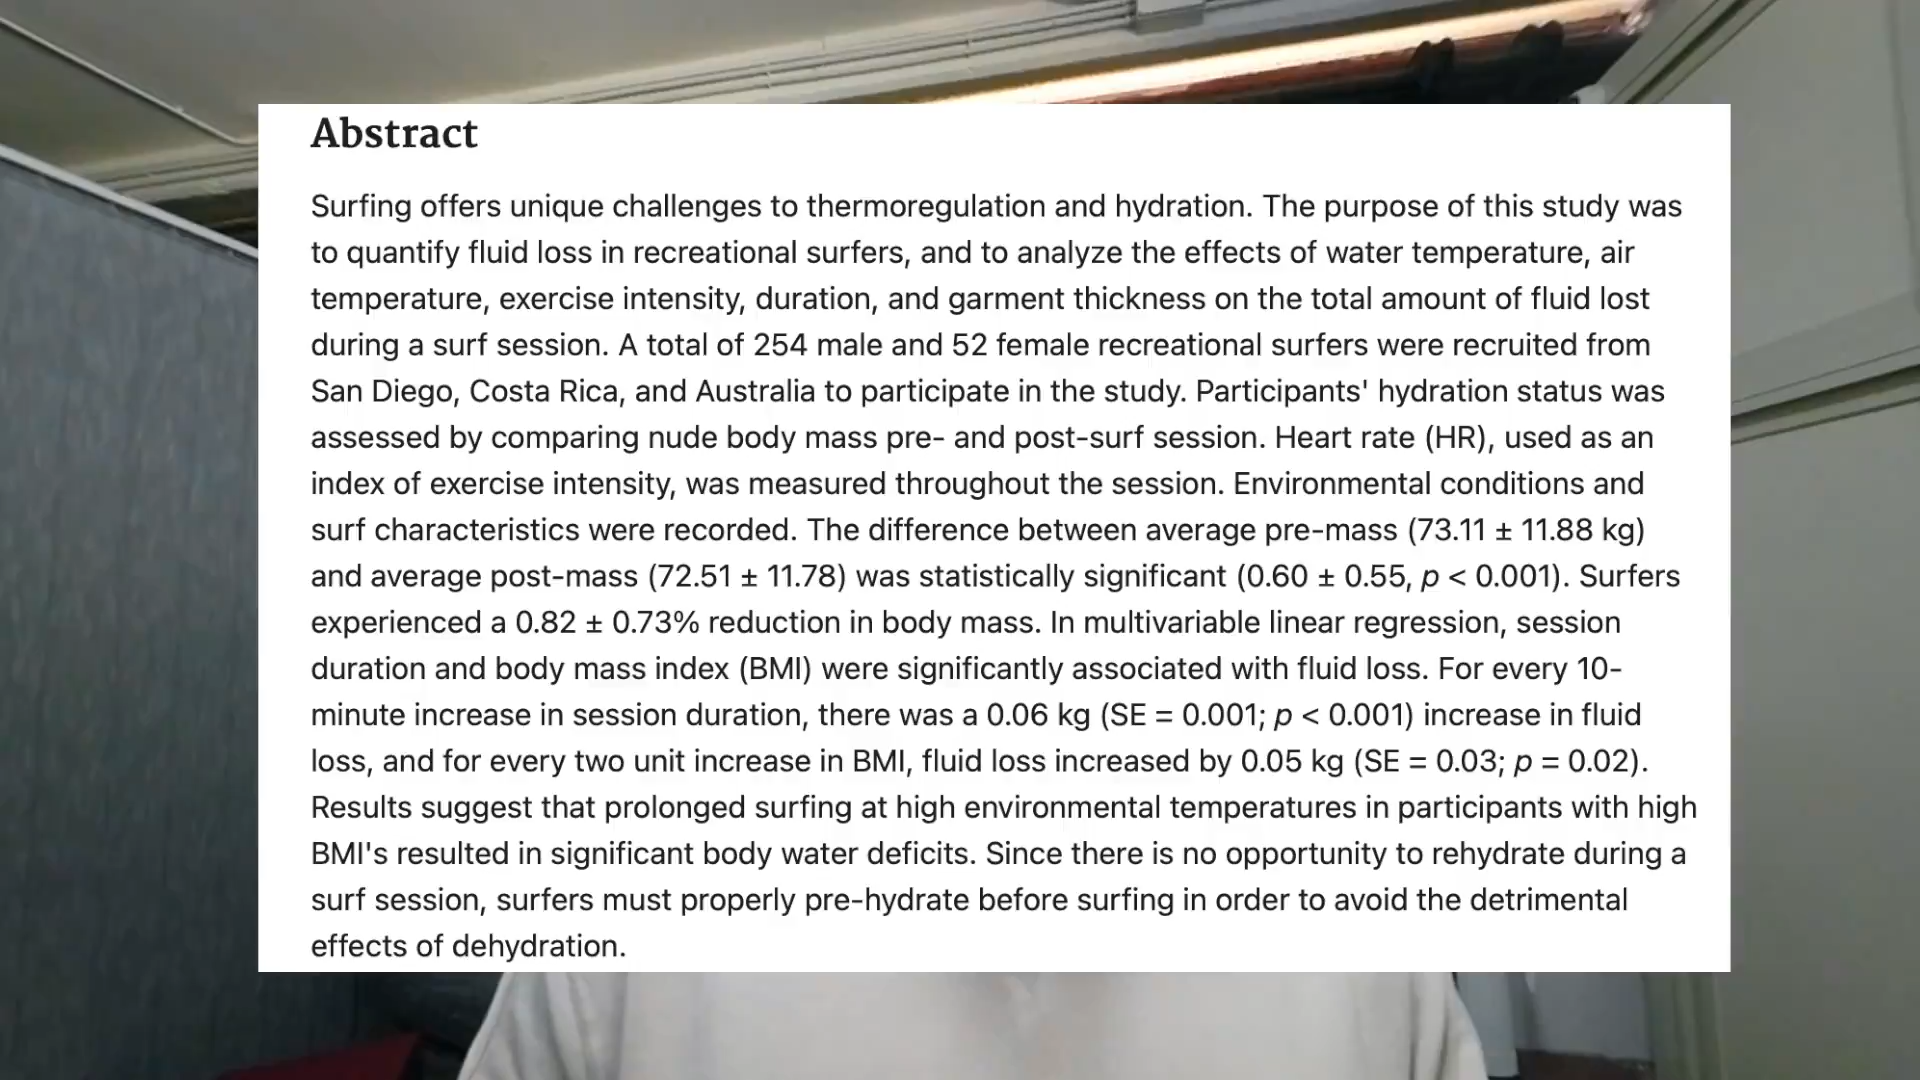 Abstract
Surfing offers unique challenges to thermoregulation and hydration. The purpose of this study was
to quantify fluid loss in recreational surfers, and to analyze the effects of water temperature, air
temperature, exercise intensity, duration, and garment thickness on the total amount of fluid lost
during a surf session. A total of 254 male and 52 female recreational surfers were recruited from
San Diego, Costa Rica, and Australia to participate in the study. Participants' hydration status was
assessed by comparing nude body mass pre- and post-surf session. Heart rate (HR), used as an
index of exercise intensity, was measured throughout the session. Environmental conditions and
surf characteristics were recorded. The difference between average pre-mass (73.11 ± 11.88 kg)
and average post-mass (72.51 ± 11.78) was statistically significant (0.60 ± 0.55, p < 0.001). Surfers
experienced a 0.82 ± 0.73% reduction in body mass. In multivariable linear regression, session
duration and body mass index (BMI) were significantly associated with fluid loss. For every 10-
minute increase in session duration, there was a 0.06 kg (SE = 0.001; p < 0.001) increase in fluid
loss, and for every two unit increase in BMI, fluid loss increased by 0.05 kg (SE = 0.03; p = 0.02).
Results suggest that prolonged surfing at high environmental temperatures in participants with high
BMI's resulted in significant body water deficits. Since there is no opportunity to rehydrate during a
surf session, surfers must properly pre-hydrate before surfing in order to avoid the detrimental
effects of dehydration.